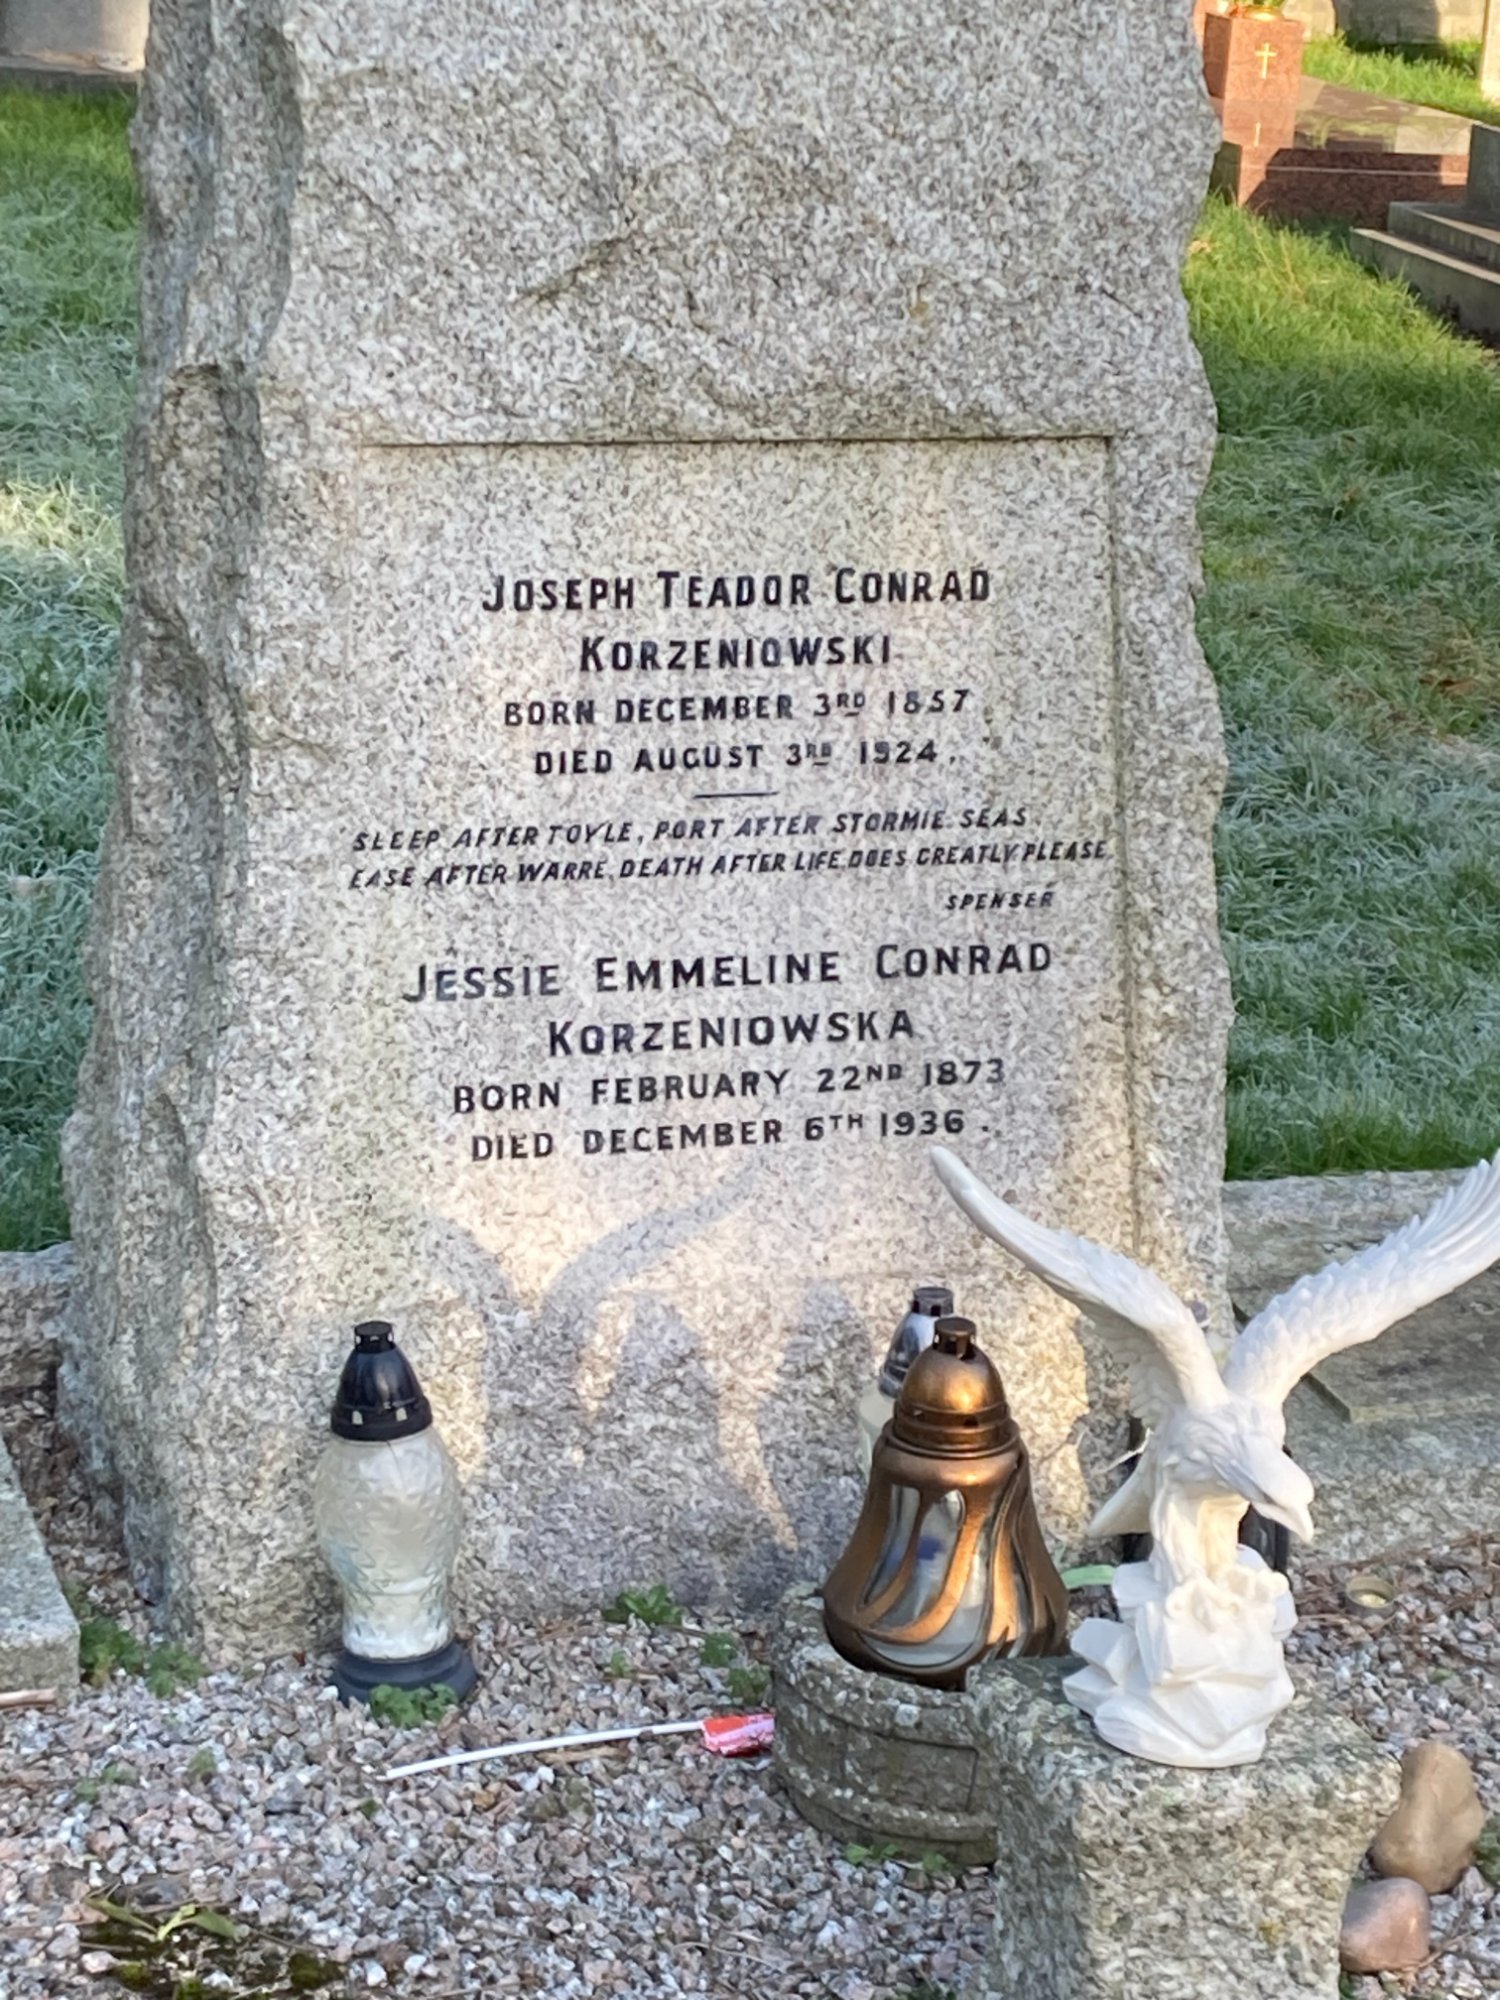 JOSEPH TEADOR CONRAD
KORZENIOWSKI
BORN DECEMBER 3RD 1857
DIED AUGUST 3RD 1924.
SLEEP AFTER TOYLE, PORT AFTER STORMIE SEAS,
EASE AFTER WARRE, DEATH AFTER LIFE, DOES GREATLY PLEASE
SPENSER
JESSIE EMMELINE CONRAD
KORZENIOWSKA
BORN FEBRUARY 22ND 1873
DIED DECEMBER 6TH 1936.